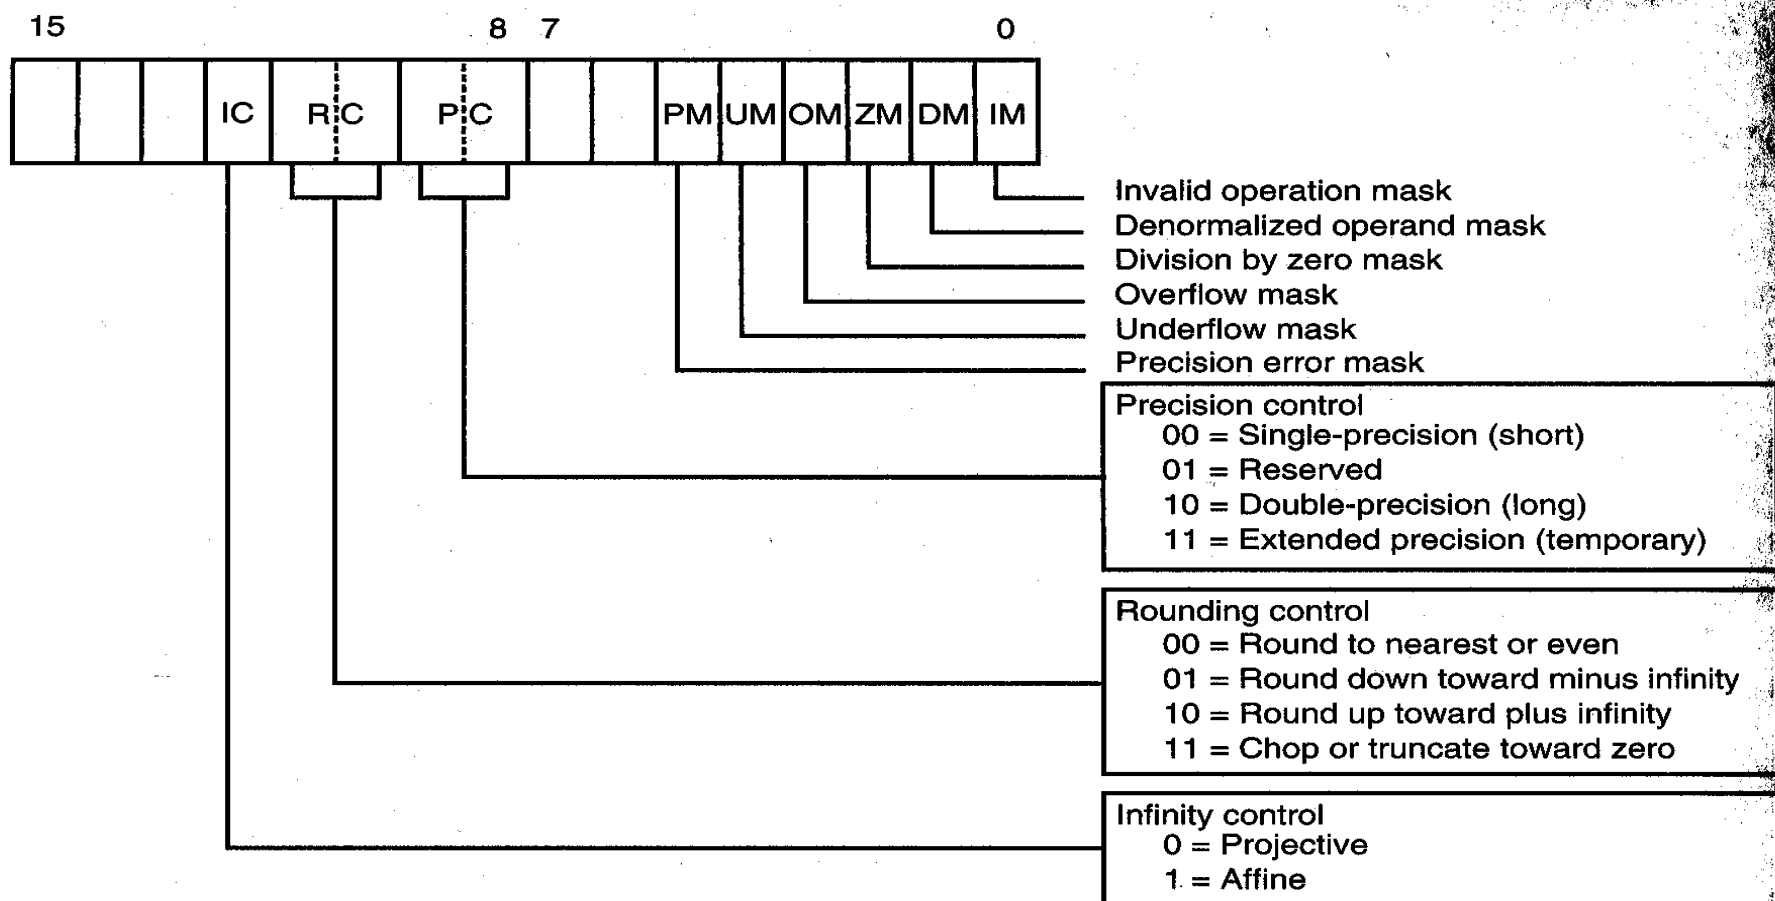 15 8 7 0
IC RC PC PM UM OM ZM DM IM
Invalid operation mask
Denormalized operand mask
Division by zero mask
Overflow mask
Underflow mask
Precision error mask
Precision control
00 = Single-precision (short)
01 = Reserved
10 = Double-precision (long)
11 = Extended precision (temporary)
Rounding control
00 = Round to nearest or even
01 = Round down toward minus infinity
10 = Round up toward plus infinity
11 = Chop or truncate toward zero
Infinity control
0 = Projective
1 = Affine